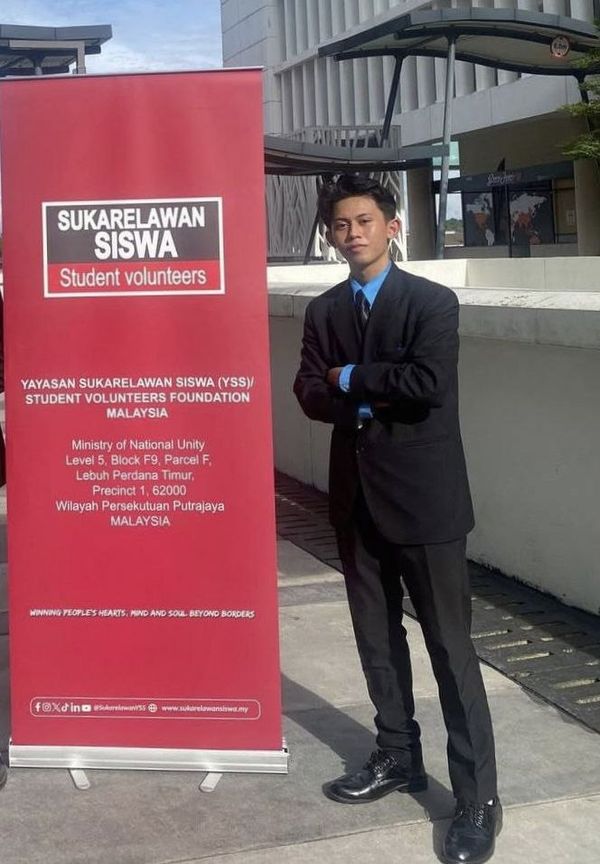 SUKARELAWAN
SISWA
Student volunteers
YAYASAN SUKARELAWAN SISWA (YSS)/
STUDENT VOLUNTEERS FOUNDATION
MALAYSIA
Ministry of National Unity
Level 5, Block F9, Parcel F,
Lebuh Perdana Timur,
Precinct 1, 62000
Wilayah Persekutuan Putrajaya
MALAYSIA
WINNING PEOPLE'S HEARTS, MIND AND SOUL BEYOND BORDERS
@SukarelawanYSS www.sukarelawansiswa.my